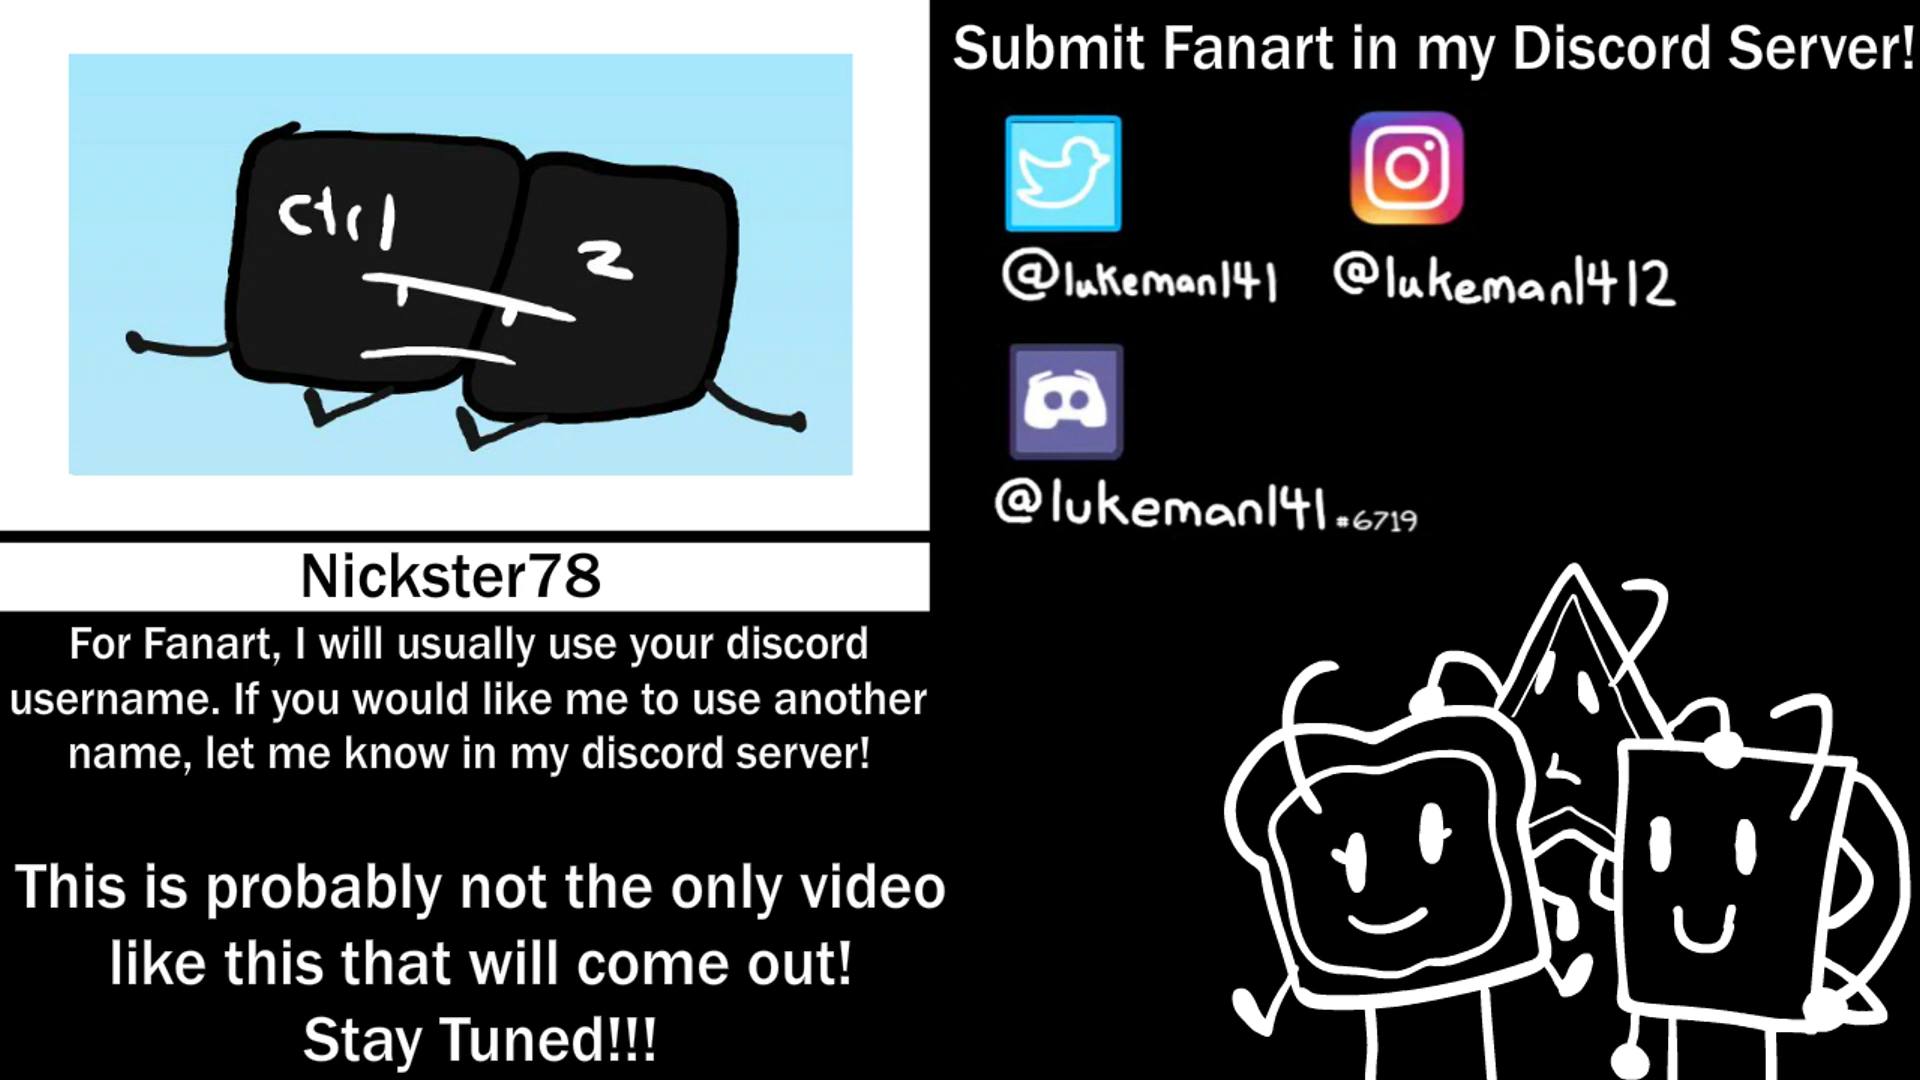 ctrl
z
Nickster78
For Fanart, I will usually use your discord
username. If you would like me to use another
name, let me know in my discord server!
This is probably not the only video
like this that will come out!
Stay Tuned!!!
Submit Fanart in my Discord Server!
@lukeman141 @lukeman1412
@lukeman141#6719